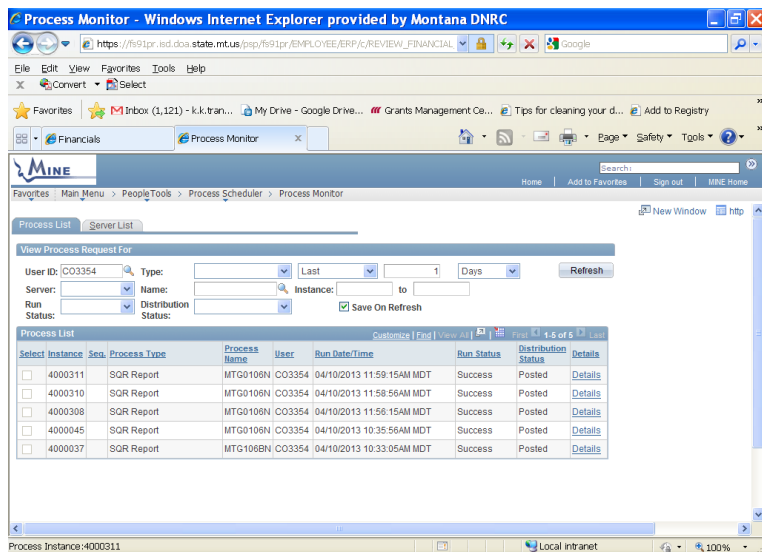 Process Monitor - Windows Internet Explorer provided by Montana DNRC
https://fs91pr.isd.doa.state.mt.us/psp/fs91pr/EMPLOYEE/ERP/c/REVIEW_FINANCIAL
Google
File Edit View Favorites Tools Help
x Convert Select
Favorites Inbox (1,121) - k.k.tran... My Drive - Google Drive... Grants Management Ce... Tips for cleaning your d... Add to Registry
Financials Process Monitor x Page Safety Tools
MINE Search:
Home Add to Favorites Sign out MINE Home
Favorites Main Menu > PeopleTools > Process Scheduler > Process Monitor
New Window http
Process List Server List
View Process Request For
User ID: CO3354 Type: Last 1 Days Refresh
Server: Name: Instance: to
Run Status: Distribution Status: Save On Refresh
Process List Customize | Find | View All | First 1-5 of 5 Last
Select Instance Seq. Process Type Process Name User Run Date/Time Run Status Distribution Status Details
4000311 SQR Report MTG0106N CO3354 04/10/2013 11:59:15AM MDT Success Posted Details
4000310 SQR Report MTG0106N CO3354 04/10/2013 11:58:56AM MDT Success Posted Details
4000308 SQR Report MTG0106N CO3354 04/10/2013 11:56:15AM MDT Success Posted Details
4000045 SQR Report MTG0106N CO3354 04/10/2013 10:35:56AM MDT Success Posted Details
4000037 SQR Report MTG106BN CO3354 04/10/2013 10:33:05AM MDT Success Posted Details
Process Instance:4000311 Local intranet 100%